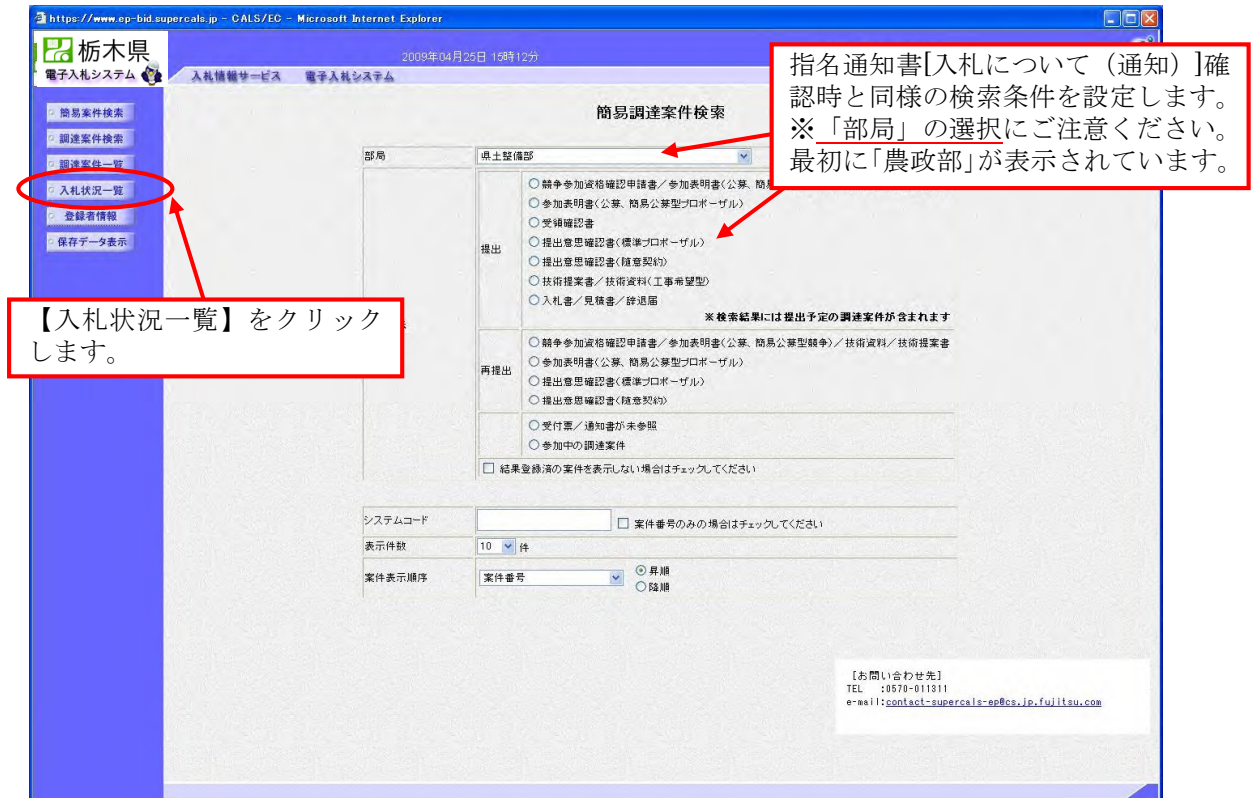 https://www.ep-bid.supercals.jp - CALS/EC - Microsoft Internet Explorer
栃木県
電子入札システム
2009年04月25日 15時12分
入札情報サービス 電子入札システム
指名通知書[入札について（通知）]確
認時と同様の検索条件を設定します。
※「部局」の選択にご注意ください。
最初に「農政部」が表示されています。
簡易案件検索
調達案件検索
調達案件一覧
入札状況一覧
登録者情報
保存データ表示
【入札状況一覧】をクリック
します。
簡易調達案件検索
部局 県土整備部
提出
競争参加資格確認申請書／参加表明書（公募、簡易
参加表明書（公募、簡易公募型プロポーザル）
受領確認書
提出意思確認書（標準プロポーザル）
提出意思確認書（随意契約）
技術提案書／技術資料（工事希望型）
入札書／見積書／辞退届
※検索結果には提出予定の調達案件が含まれます
再提出
競争参加資格確認申請書／参加表明書（公募、簡易公募型競争）／技術資料／技術提案書
参加表明書（公募、簡易公募型プロポーザル）
提出意思確認書（標準プロポーザル）
提出意思確認書（随意契約）
受付票／通知書が未参照
参加中の調達案件
結果登録済の案件を表示しない場合はチェックしてください
システムコード 案件番号のみの場合はチェックしてください
表示件数 10 件
案件表示順序 案件番号 昇順
降順
[お問い合わせ先]
TEL :0570-011311
e-mail:contact-supercals-ep@cs.jp.fujitsu.com